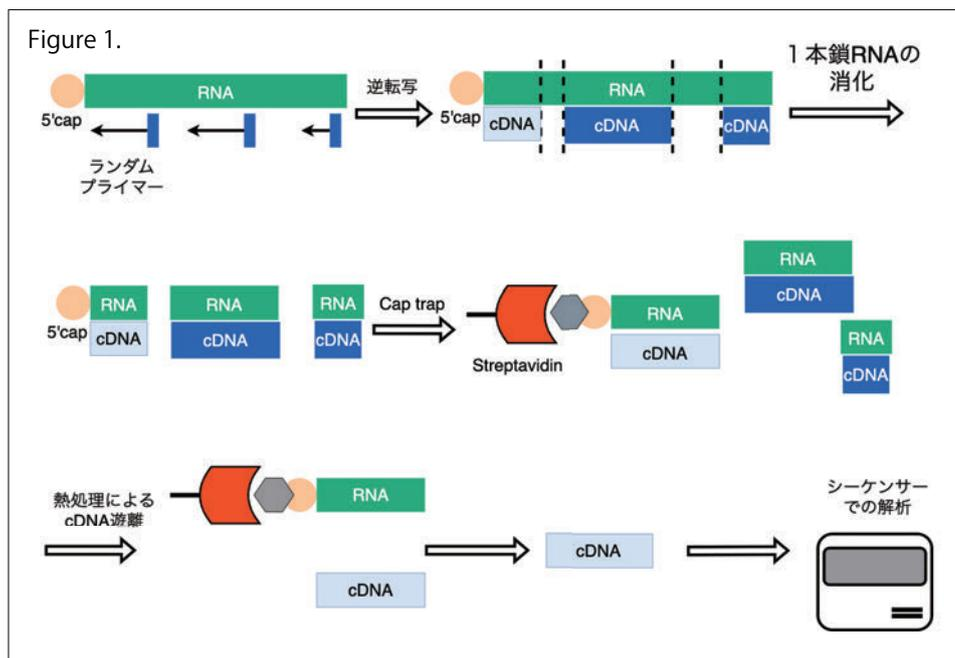 Figure 1.
RNA
5'cap
ランダム
プライマー
逆転写
RNA
5'cap
cDNA
cDNA
cDNA
１本鎖RNAの
消化
RNA
RNA
RNA
5'cap
cDNA
cDNA
cDNA
Cap trap
Streptavidin
RNA
cDNA
RNA
cDNA
RNA
cDNA
熱処理による
cDNA遊離
RNA
cDNA
cDNA
シーケンサー
での解析